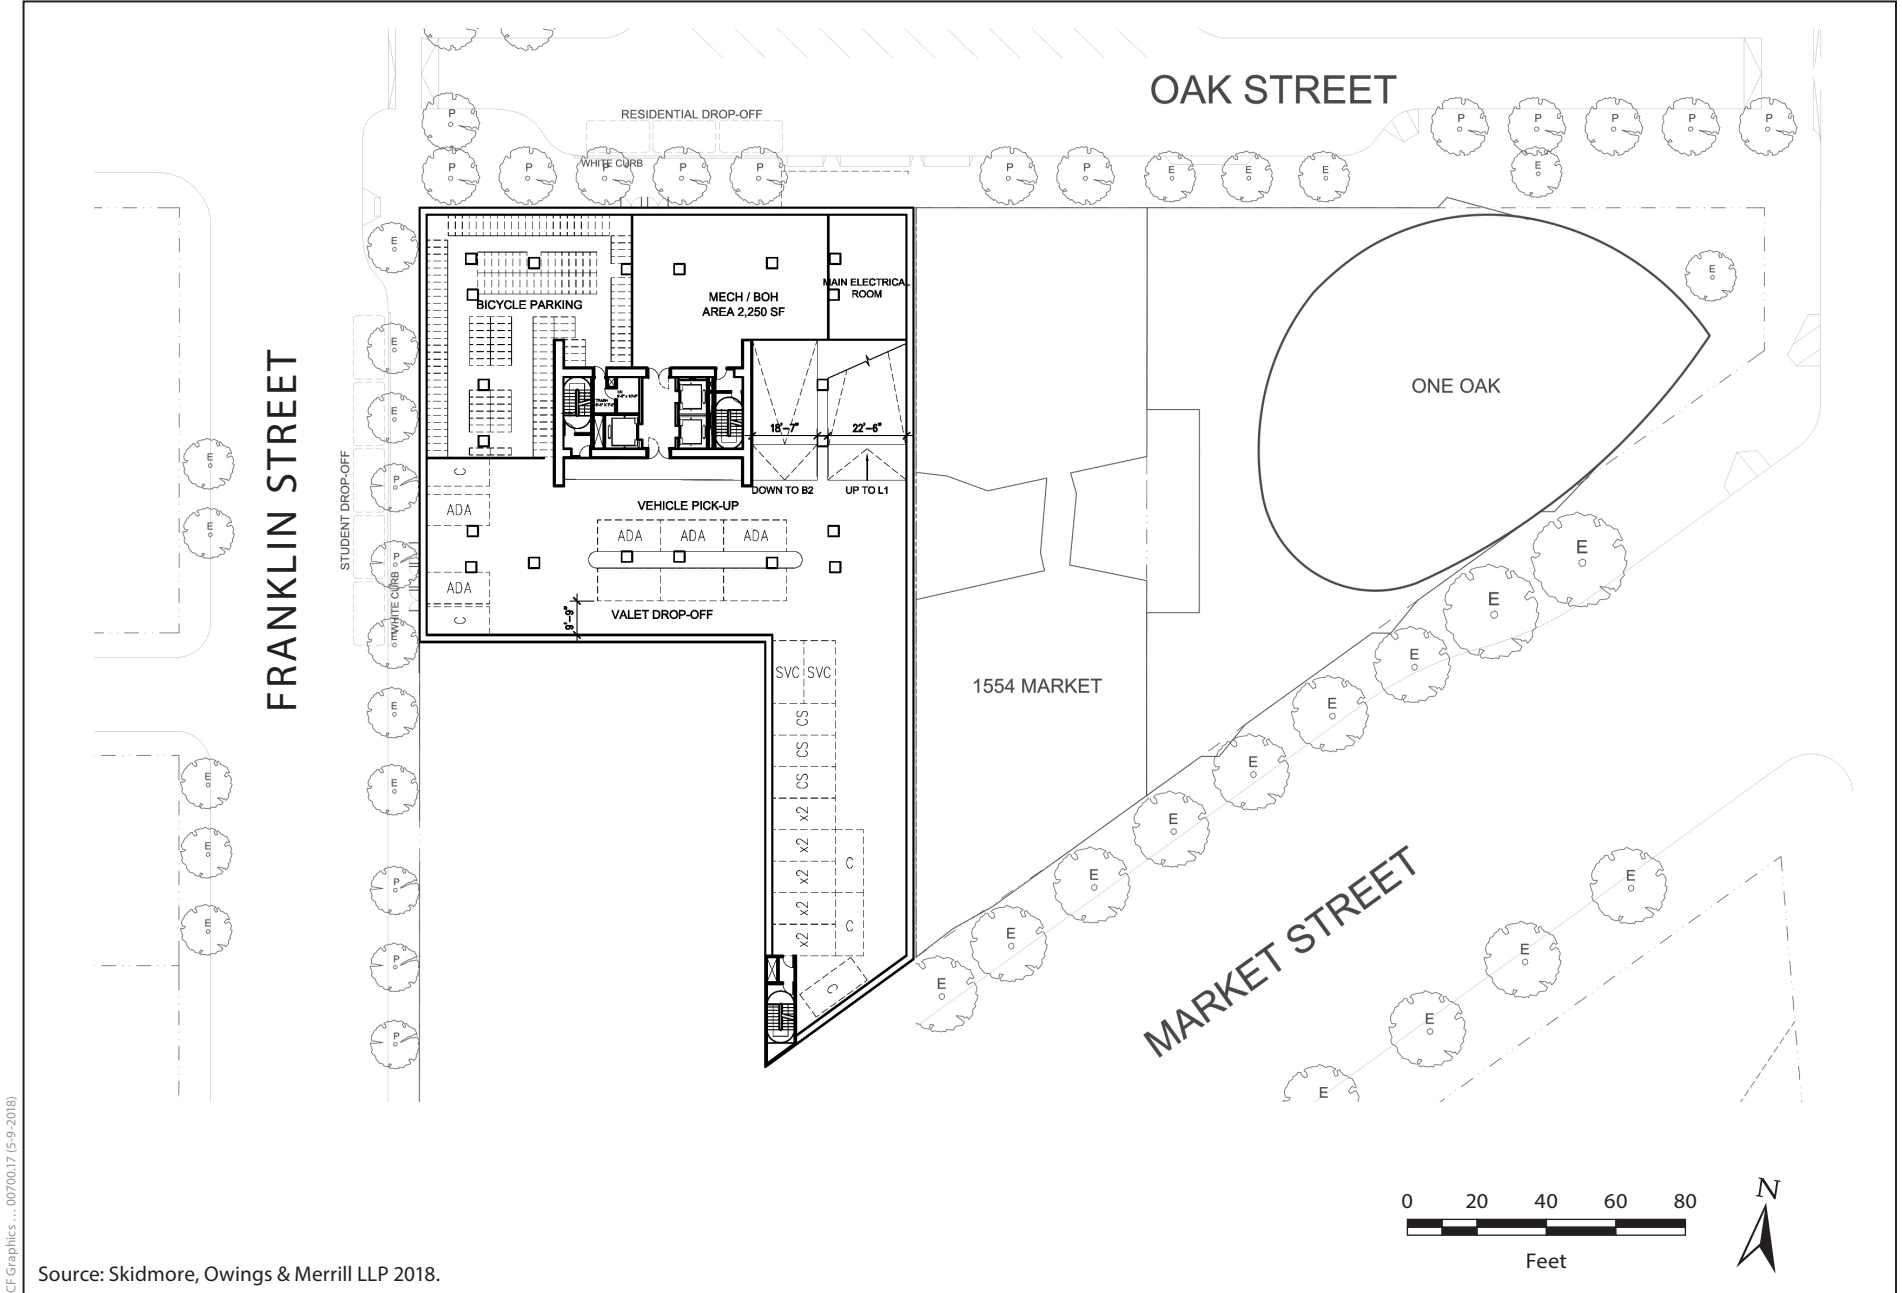 OAK STREET
RESIDENTIAL DROP-OFF
P
P
P
P
P
P
P
WHITE CURB
P
P
P
P
P
P
P
E
E
E
E
E
E
MAIN ELECTRICAL
ROOM
MECH / BOH
AREA 2,250 SF
BICYCLE PARKING
FRANKLIN STREET
STUDENT DROP-OFF
WHITE CURB
E
E
P
P
E
E
E
P
P
P
E
E
E
E
E
ONE OAK
TRASH
18'-7"
22'-6"
DOWN TO B2
UP TO L1
C
ADA
VEHICLE PICK-UP
ADA
ADA
ADA
ADA
C
9'-9"
VALET DROP-OFF
SVC
SVC
CS
CS
CS
x2
x2
x2
x2
x2
C
C
C
1554 MARKET
E
E
E
E
E
E
E
E
E
MARKET STREET
E
E
E
E
N
0 20 40 60 80
Feet
Source: Skidmore, Owings & Merrill LLP 2018.
CF Graphics … 00700.17 (5-9-2018)